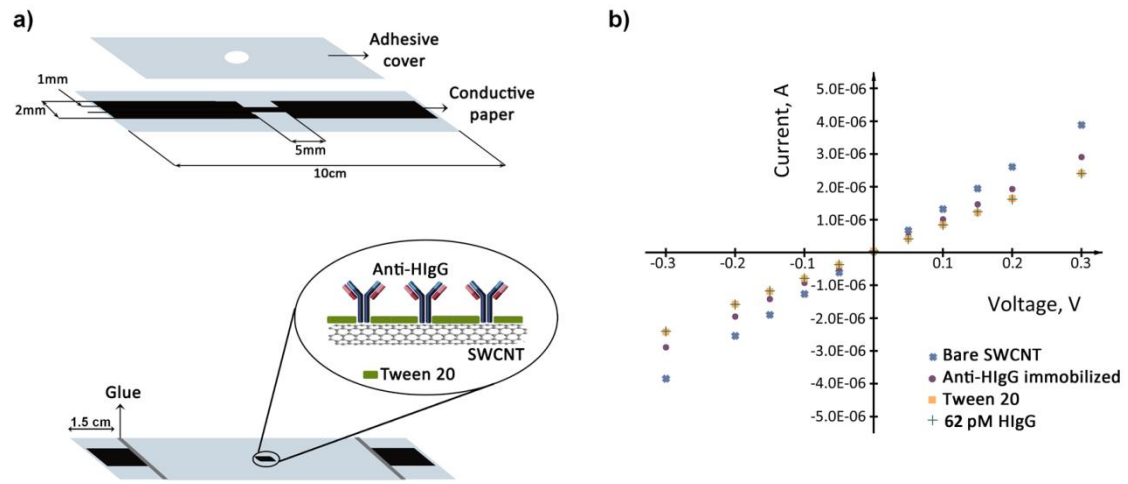 a)
Adhesive
cover
1mm
2mm
Conductive
paper
5mm
10cm
Anti-HIgG
SWCNT
Tween 20
Glue
1.5 cm
b)
Current, A
5.0E-06
4.0E-06
3.0E-06
2.0E-06
1.0E-06
-0.3 -0.2 -0.1 0.1 0.2 0.3
-1.0E-06
-2.0E-06
-3.0E-06
-4.0E-06
-5.0E-06
Voltage, V
Bare SWCNT
Anti-HIgG immobilized
Tween 20
62 pM HIgG